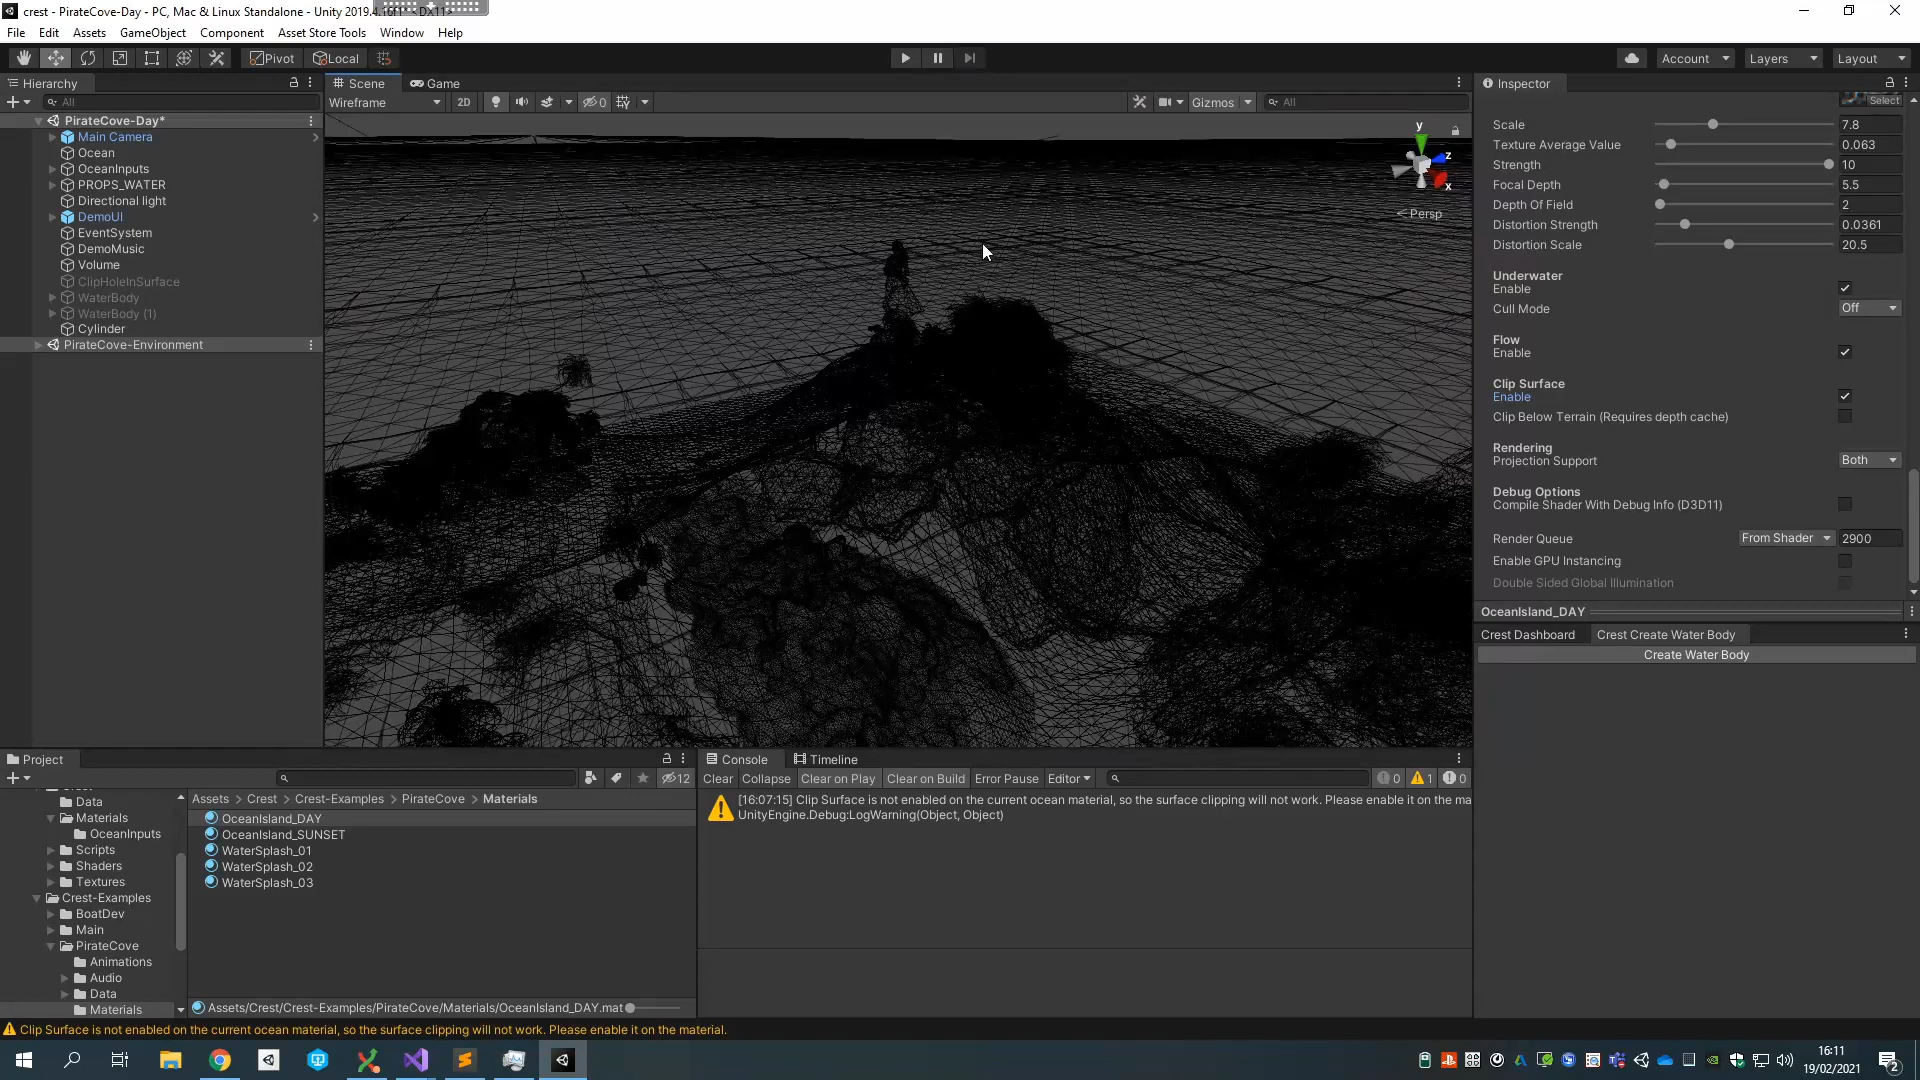 crest - PirateCove-Day - PC, Mac & Linux Standalone - Unity 2019.4.16f1* <DX11>
File Edit Assets GameObject Component Asset Store Tools Window Help
Pivot Local Account Layers Layout
Hierarchy
All
PirateCove-Day*
Main Camera
Ocean
OceanInputs
PROPS_WATER
Directional light
DemoUI
EventSystem
DemoMusic
Volume
ClipHoleInSurface
WaterBody
WaterBody (1)
Cylinder
PirateCove-Environment
Scene Game
Wireframe 2D 0 Gizmos All
y
z
x
Persp
Inspector
Select
Scale 7.8
Texture Average Value 0.063
Strength 10
Focal Depth 5.5
Depth Of Field 2
Distortion Strength 0.0361
Distortion Scale 20.5
Underwater
Enable
Cull Mode Off
Flow
Enable
Clip Surface
Enable
Clip Below Terrain (Requires depth cache)
Rendering
Projection Support Both
Debug Options
Compile Shader With Debug Info (D3D11)
Render Queue From Shader 2900
Enable GPU Instancing
Double Sided Global Illumination
OceanIsland_DAY
Crest Dashboard Crest Create Water Body
Create Water Body
Project
12
Data
Materials
OceanInputs
Scripts
Shaders
Textures
Crest-Examples
BoatDev
Main
PirateCove
Animations
Audio
Data
Materials
Assets > Crest > Crest-Examples > PirateCove > Materials
OceanIsland_DAY
OceanIsland_SUNSET
WaterSplash_01
WaterSplash_02
WaterSplash_03
Assets/Crest/Crest-Examples/PirateCove/Materials/OceanIsland_DAY.mat
Console Timeline
Clear Collapse Clear on Play Clear on Build Error Pause Editor 0 1 0
[16:07:15] Clip Surface is not enabled on the current ocean material, so the surface clipping will not work. Please enable it on the ma
UnityEngine.Debug:LogWarning(Object, Object)
Clip Surface is not enabled on the current ocean material, so the surface clipping will not work. Please enable it on the material.
16:11
19/02/2021
2